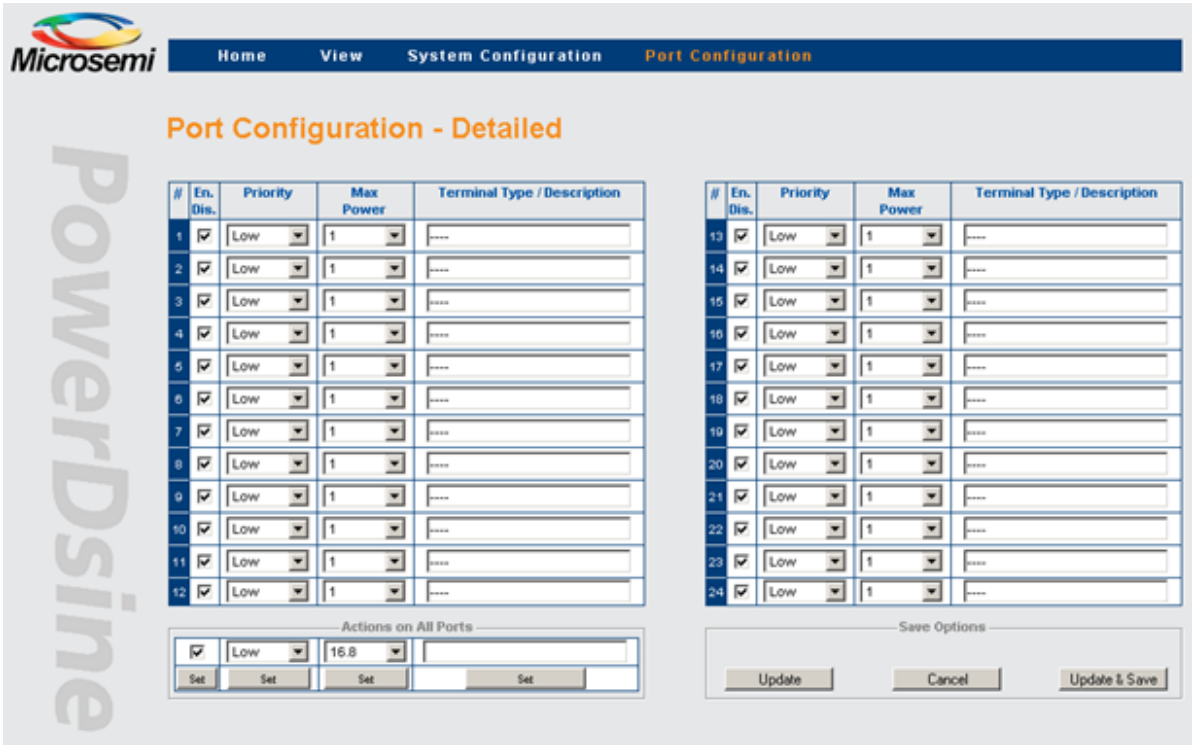 Microsemi
Home View System Configuration Port Configuration
PowerDsine
Port Configuration - Detailed
# En. Dis. Priority Max Power Terminal Type / Description
1 Low 1 ----
2 Low 1 ----
3 Low 1 ----
4 Low 1 ----
5 Low 1 ----
6 Low 1 ----
7 Low 1 ----
8 Low 1 ----
9 Low 1 ----
10 Low 1 ----
11 Low 1 ----
12 Low 1 ----
# En. Dis. Priority Max Power Terminal Type / Description
13 Low 1 ----
14 Low 1 ----
15 Low 1 ----
16 Low 1 ----
17 Low 1 ----
18 Low 1 ----
19 Low 1 ----
20 Low 1 ----
21 Low 1 ----
22 Low 1 ----
23 Low 1 ----
24 Low 1 ----
Actions on All Ports
Low 16.8
Set Set Set Set
Save Options
Update Cancel Update & Save